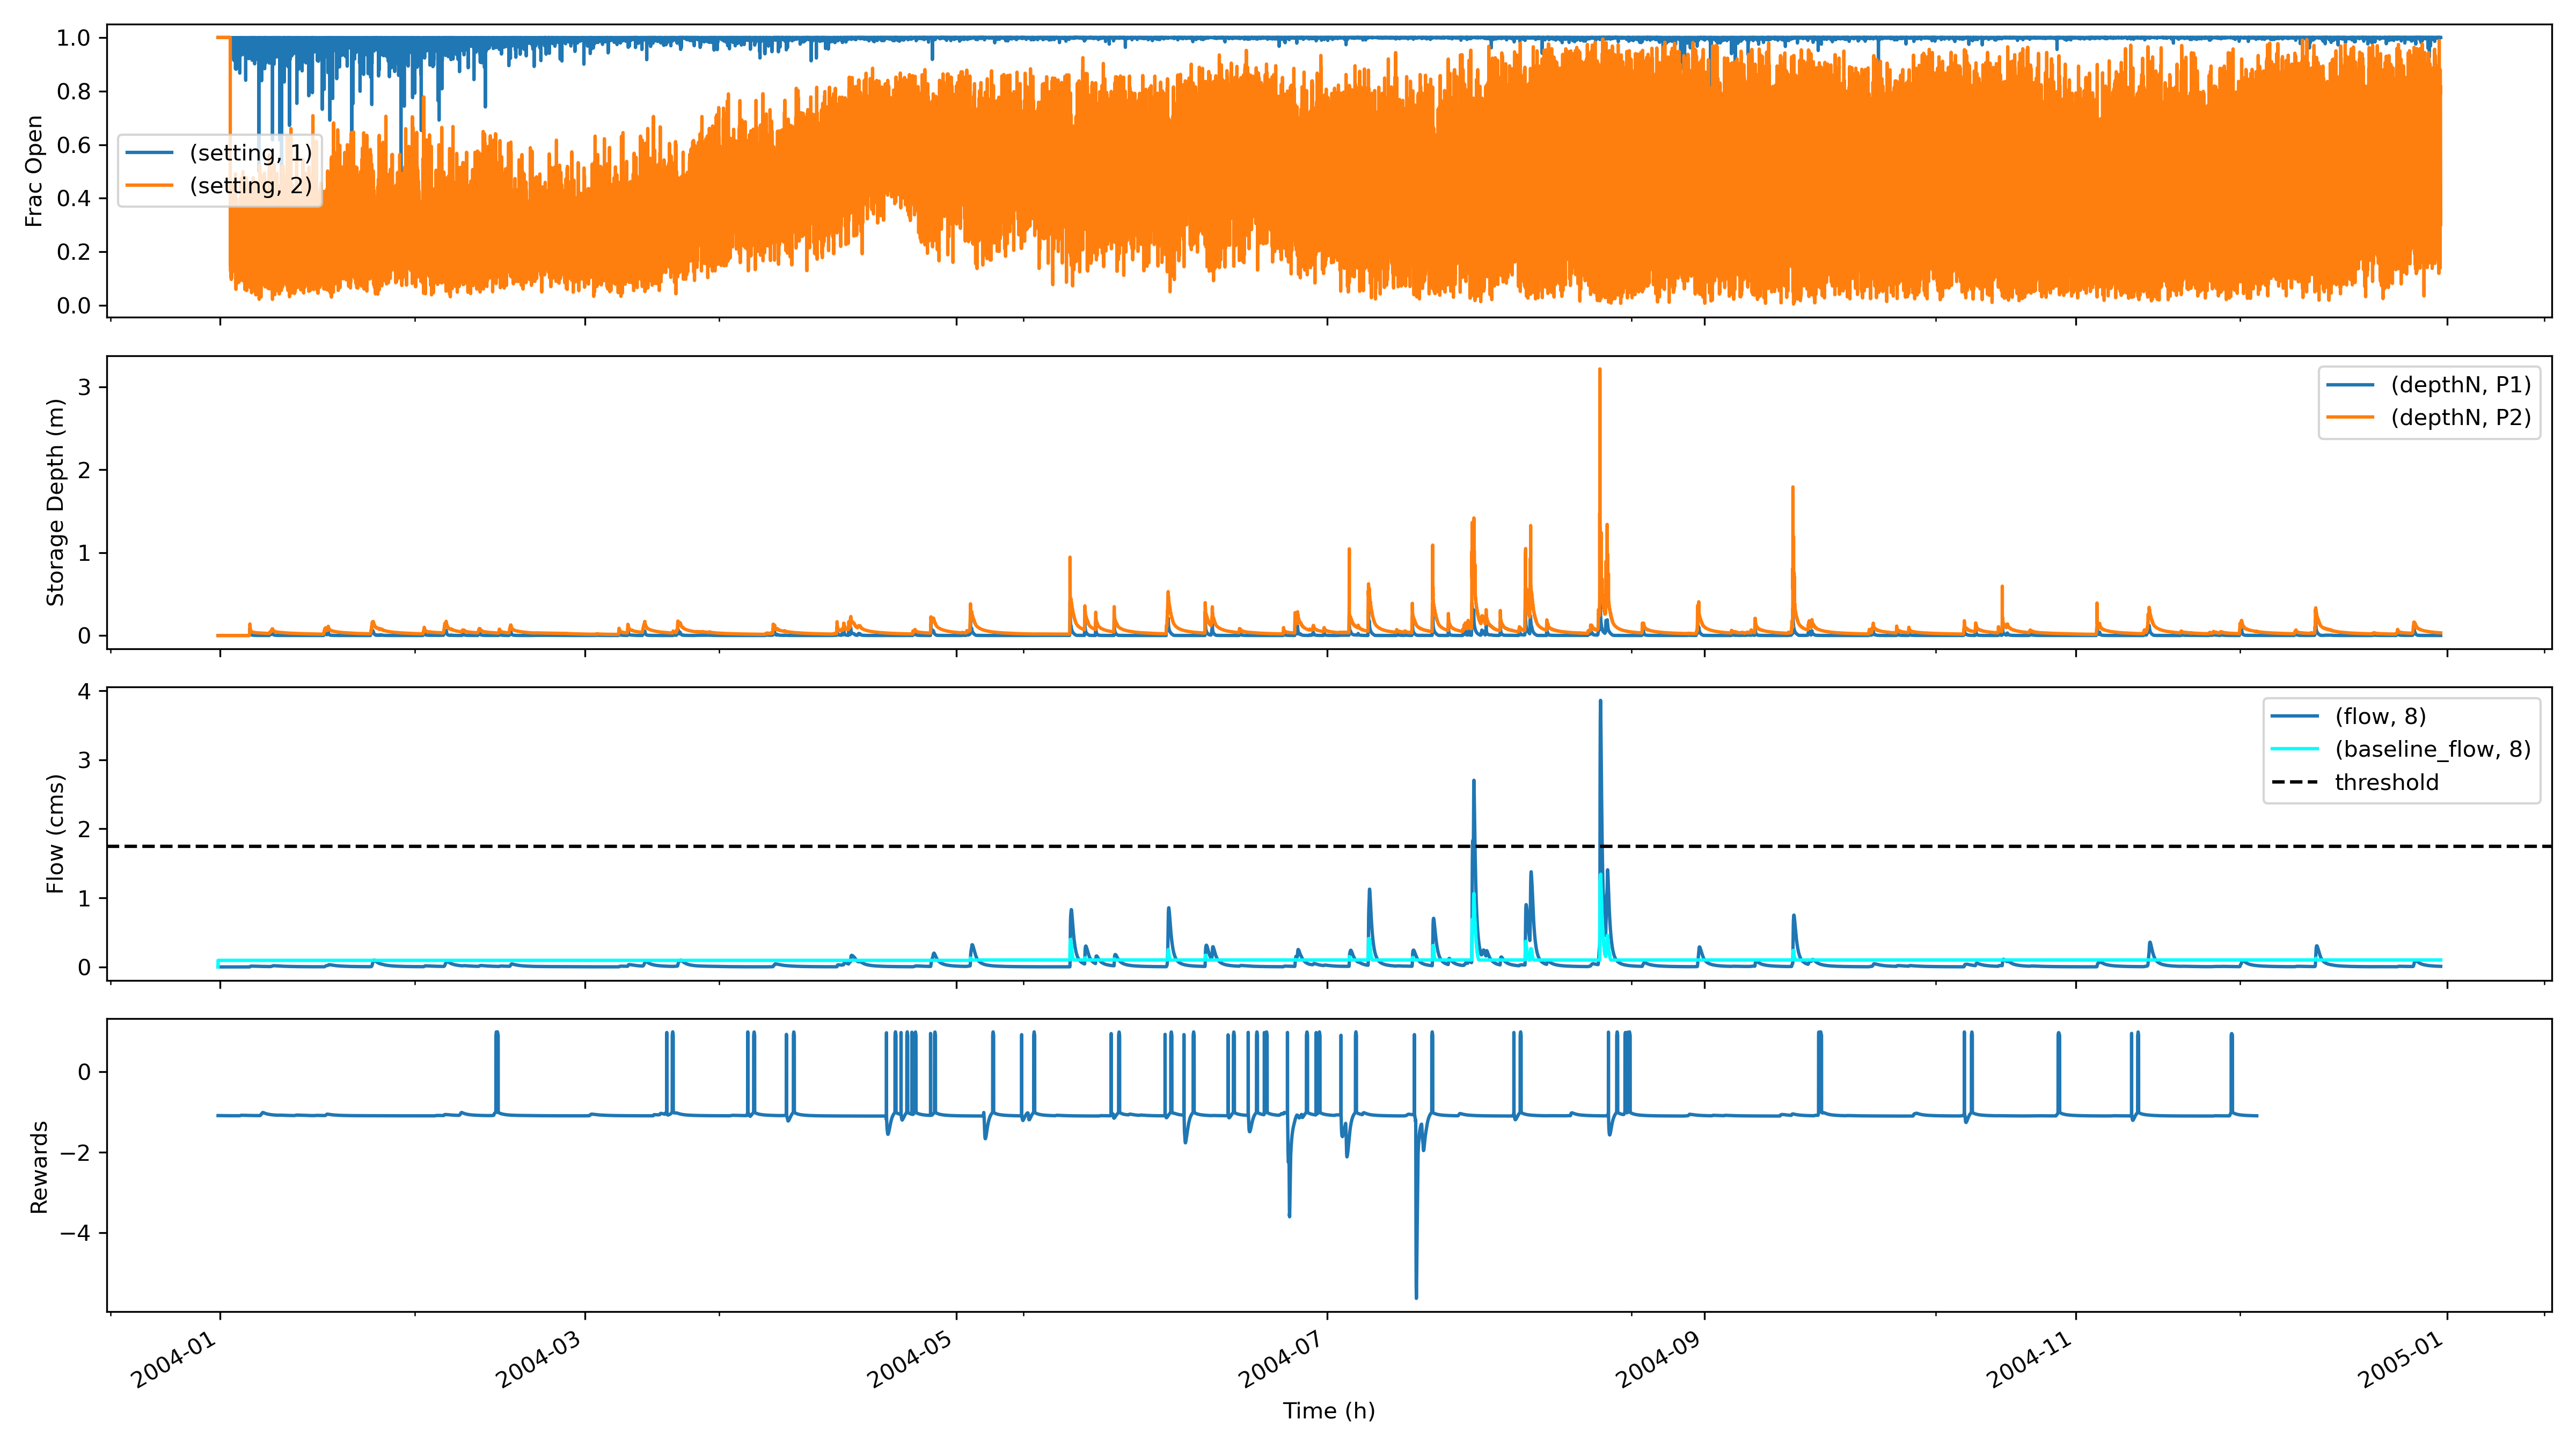 1.0
0.8
0.6
0.4
0.2
0.0
Frac Open
(setting, 1)
(setting, 2)
3
2
1
0
Storage Depth (m)
(depthN, P1)
(depthN, P2)
4
3
2
1
0
Flow (cms)
(flow, 8)
(baseline_flow, 8)
threshold
0
−2
−4
Rewards
2004-01
2004-03
2004-05
2004-07
2004-09
2004-11
2005-01
Time (h)